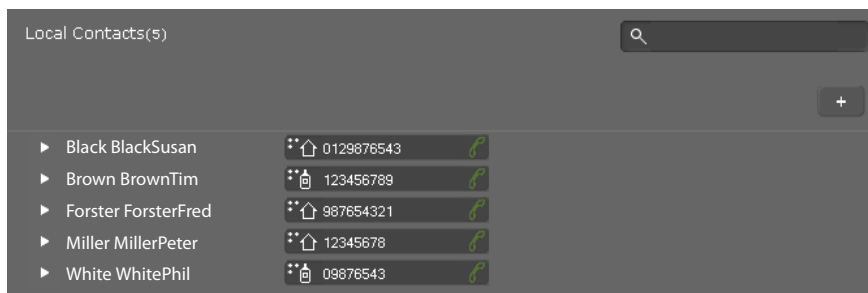 Local Contacts(5)
+
Black BlackSusan 0129876543
Brown BrownTim 123456789
Forster ForsterFred 987654321
Miller MillerPeter 12345678
White WhitePhil 09876543